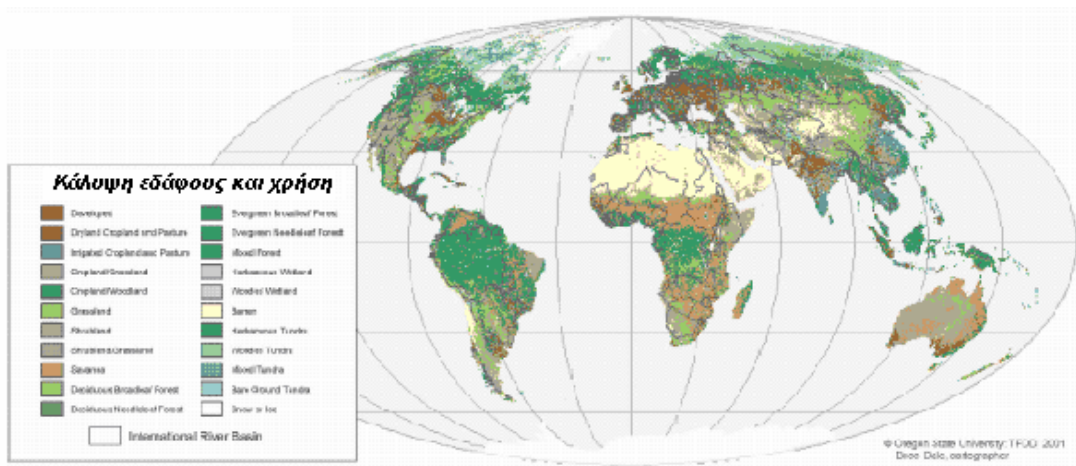 Κάλυψη εδάφους και χρήση
Developed
Dryland Cropland and Pasture
Irrigated Cropland and Pasture
Cropland/Grassland
Cropland/Woodland
Grassland
Shrubland
Shrubland/Grassland
Savanna
Deciduous Broadleaf Forest
Deciduous Needleleaf Forest
Evergreen Broadleaf Forest
Evergreen Needleleaf Forest
Mixed Forest
Herbaceous Wetland
Wooded Wetland
Barren
Herbaceous Tundra
Wooded Tundra
Mixed Tundra
Bare Ground Tundra
Snow or Ice
International River Basin
© Oregon State University: TFDD, 2001
cartographer